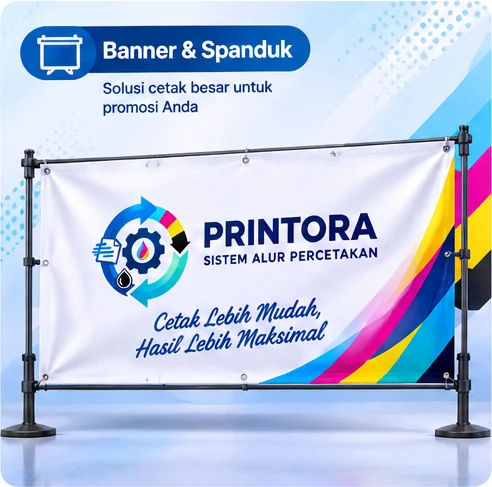 Banner & Spanduk
Solusi cetak besar untuk
promosi Anda
PRINTORA
SISTEM ALUR PERCETAKAN
Cetak Lebih Mudah,
Hasil Lebih Maksimal